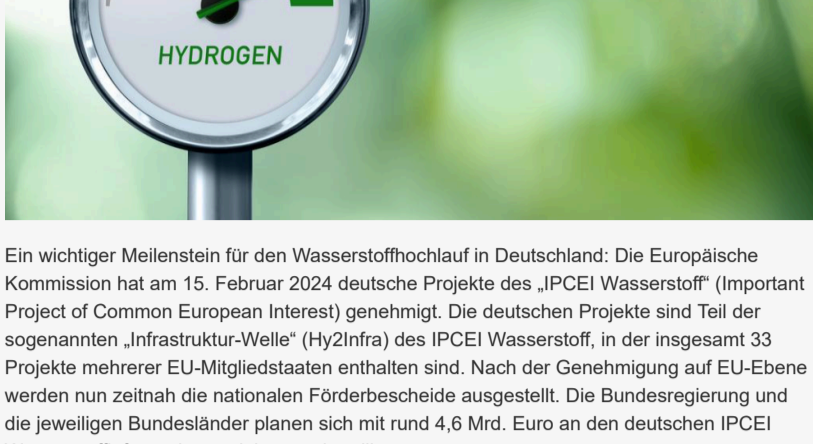 HYDROGEN
Ein wichtiger Meilenstein für den Wasserstoffhochlauf in Deutschland: Die Europäische
Kommission hat am 15. Februar 2024 deutsche Projekte des „IPCEI Wasserstoff“ (Important
Project of Common European Interest) genehmigt. Die deutschen Projekte sind Teil der
sogenannten „Infrastruktur-Welle“ (Hy2Infra) des IPCEI Wasserstoff, in der insgesamt 33
Projekte mehrerer EU-Mitgliedstaaten enthalten sind. Nach der Genehmigung auf EU-Ebene
werden nun zeitnah die nationalen Förderbescheide ausgestellt. Die Bundesregierung und
die jeweiligen Bundesländer planen sich mit rund 4,6 Mrd. Euro an den deutschen IPCEI